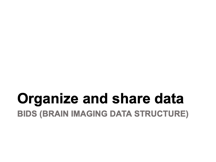 Organize and share data
BIDS (BRAIN IMAGING DATA STRUCTURE)